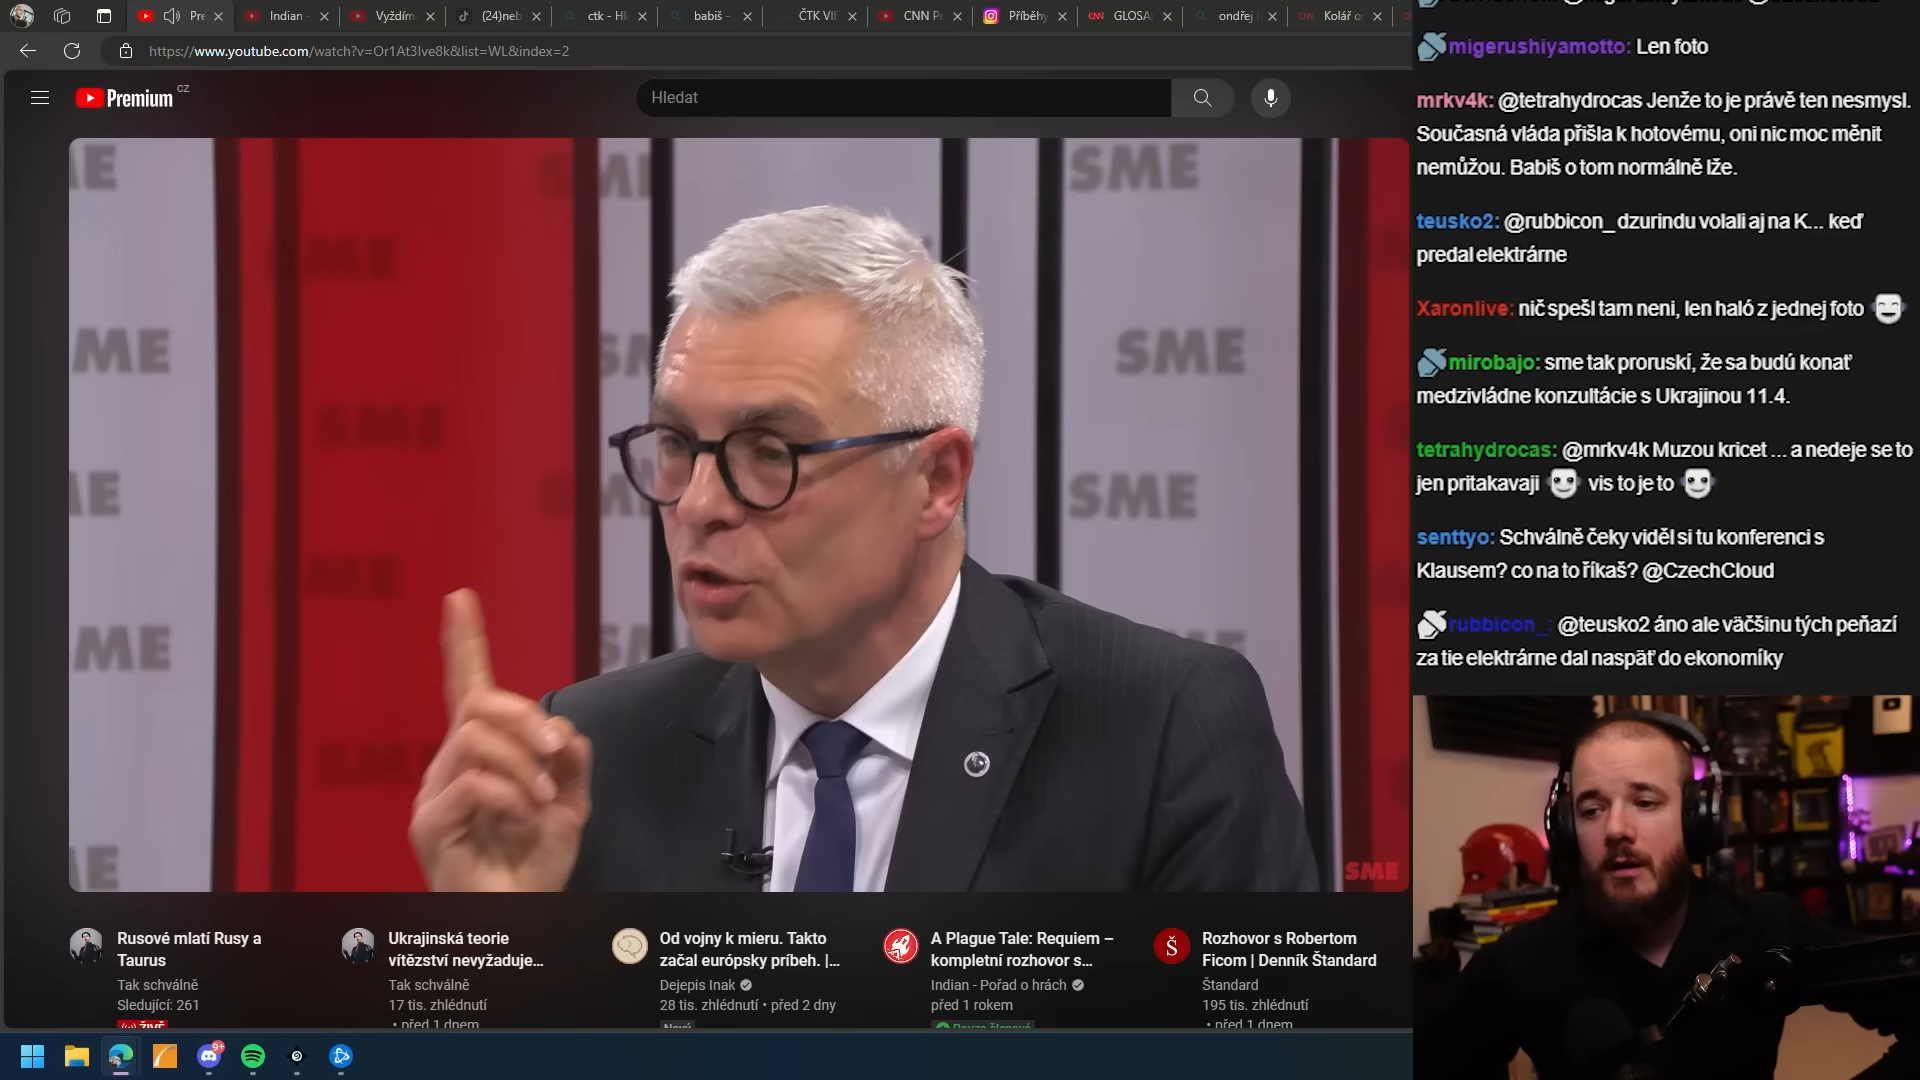 Pre
Indian -
Vyždím
(24)neb
ctk - Hl
babiš -
ČTK VI
CNN P
Příběhy
GLOSA:
ondřej
Kolář o
https://www.youtube.com/watch?v=Or1At3lve8k&list=WL&index=2
Premium CZ
Hledat
SME
SME
SME
SME
SME
SME
SME
SME
Rusové mlatí Rusy a
Taurus
Tak schválně
Sledující: 261
ŽIVĚ
Ukrajinská teorie
vítězství nevyžaduje...
Tak schválně
17 tis. zhlédnutí
• před 1 dnem
Od vojny k mieru. Takto
začal európsky príbeh. |...
Dejepis Inak
28 tis. zhlédnutí • před 2 dny
Nový
A Plague Tale: Requiem –
kompletní rozhovor s...
Indian - Pořad o hrách
před 1 rokem
Rozhovor s Robertom
Ficom | Denník Štandard
Štandard
195 tis. zhlédnutí
• před 1 dnem
9+
migerushiyamotto: Len foto
mrkv4k: @tetrahydrocas Jenže to je právě ten nesmysl.
Současná vláda přišla k hotovému, oni nic moc měnit
nemůžou. Babiš o tom normálně lže.
teusko2: @rubbicon_ dzurindu volali aj na K... keď
predal elektrárne
Xaronlive: nič spešl tam neni, len haló z jednej foto
mirobajo: sme tak proruskí, že sa budú konať
medzivládne konzultácie s Ukrajinou 11.4.
tetrahydrocas: @mrkv4k Muzou kricet ... a nedeje se to
jen pritakavaji vis to je to
senttyo: Schválně čeky viděl si tu konferenci s
Klausem? co na to říkaš? @CzechCloud
rubbicon_: @teusko2 áno ale väčšinu tých peňazí
za tie elektrárne dal naspäť do ekonomíky